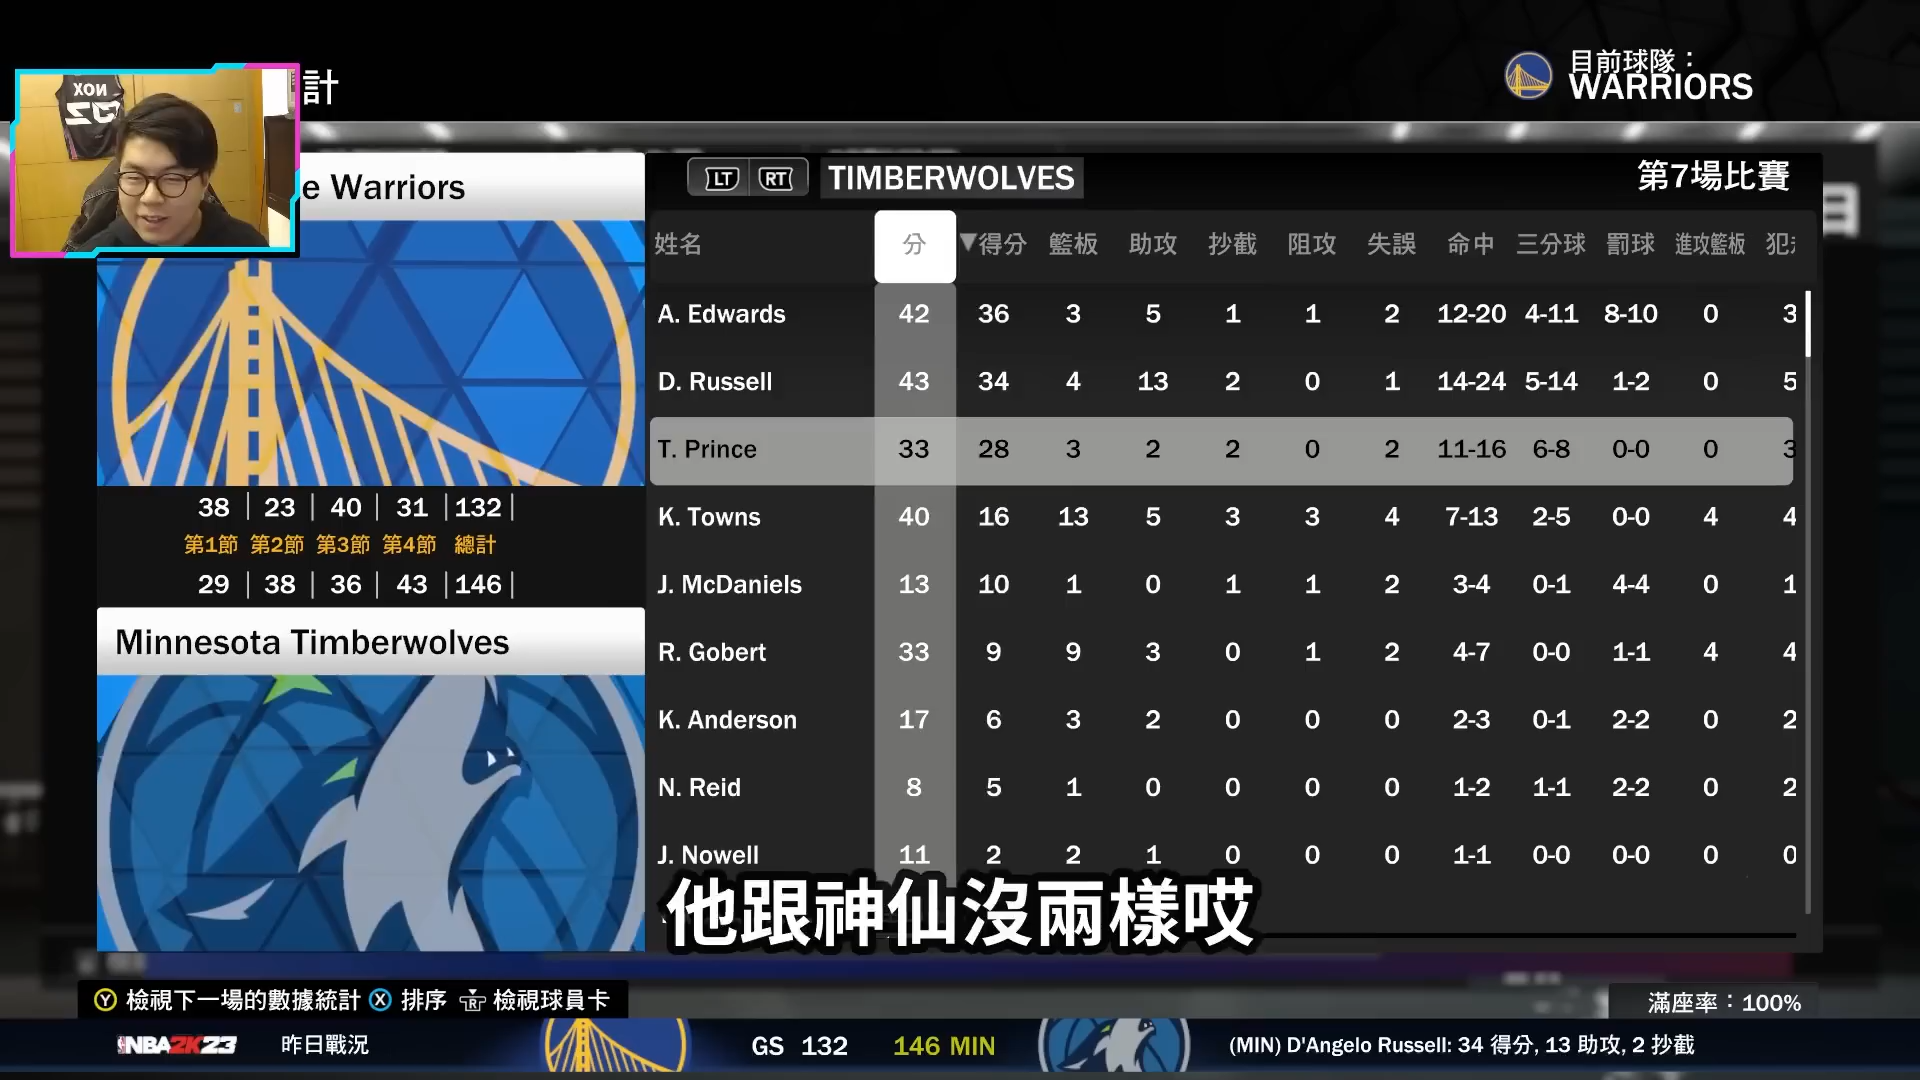 NOX
計
目前球隊：
WARRIORS
e Warriors
LT RT TIMBERWOLVES 第7場比賽
姓名 分 ▼得分 籃板 助攻 抄截 阻攻 失誤 命中 三分球 罰球 進攻籃板
A. Edwards 42 36 3 5 1 1 2 12-20 4-11 8-10 0 3
D. Russell 43 34 4 13 2 0 1 14-24 5-14 1-2 0 5
T. Prince 33 28 3 2 2 0 2 11-16 6-8 0-0 0 3
K. Towns 40 16 13 5 3 3 4 7-13 2-5 0-0 4 4
J. McDaniels 13 10 1 0 1 1 2 3-4 0-1 4-4 0 1
R. Gobert 33 9 9 3 0 1 2 4-7 0-0 1-1 4 4
K. Anderson 17 6 3 2 0 0 0 2-3 0-1 2-2 0 2
N. Reid 8 5 1 0 0 0 0 1-2 1-1 2-2 0 2
J. Nowell 11 2 2 1 0 0 0 1-1 0-0 0-0 0 0
38 | 23 | 40 | 31 | 132 |
第1節 第2節 第3節 第4節 總計
29 | 38 | 36 | 43 | 146 |
Minnesota Timberwolves
他跟神仙沒兩樣哎
Y 檢視下一場的數據統計 X 排序 R 檢視球員卡
滿座率：100%
NBA2K23 昨日戰況 GS 132 146 MIN (MIN) D'Angelo Russell: 34 得分, 13 助攻, 2 抄截